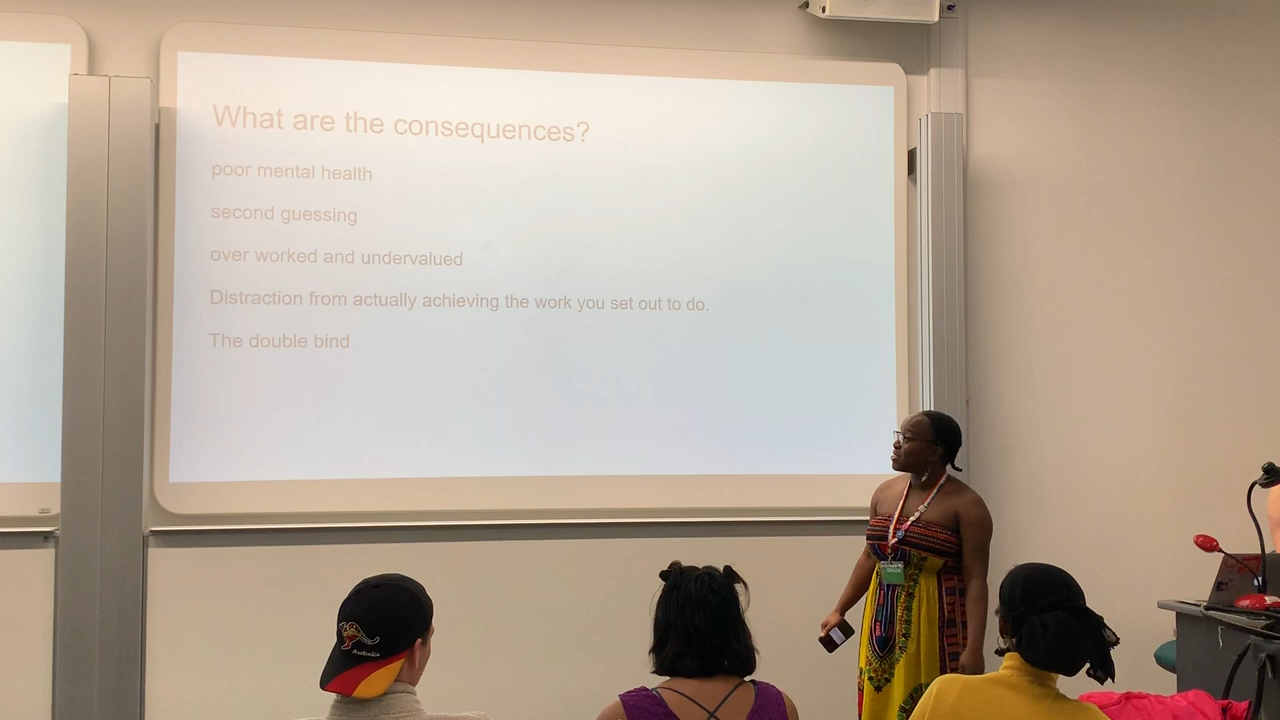 What are the consequences?
poor mental health
second guessing
over worked and undervalued
Distraction from actually achieving the work you set out to do.
The double bind
Australia